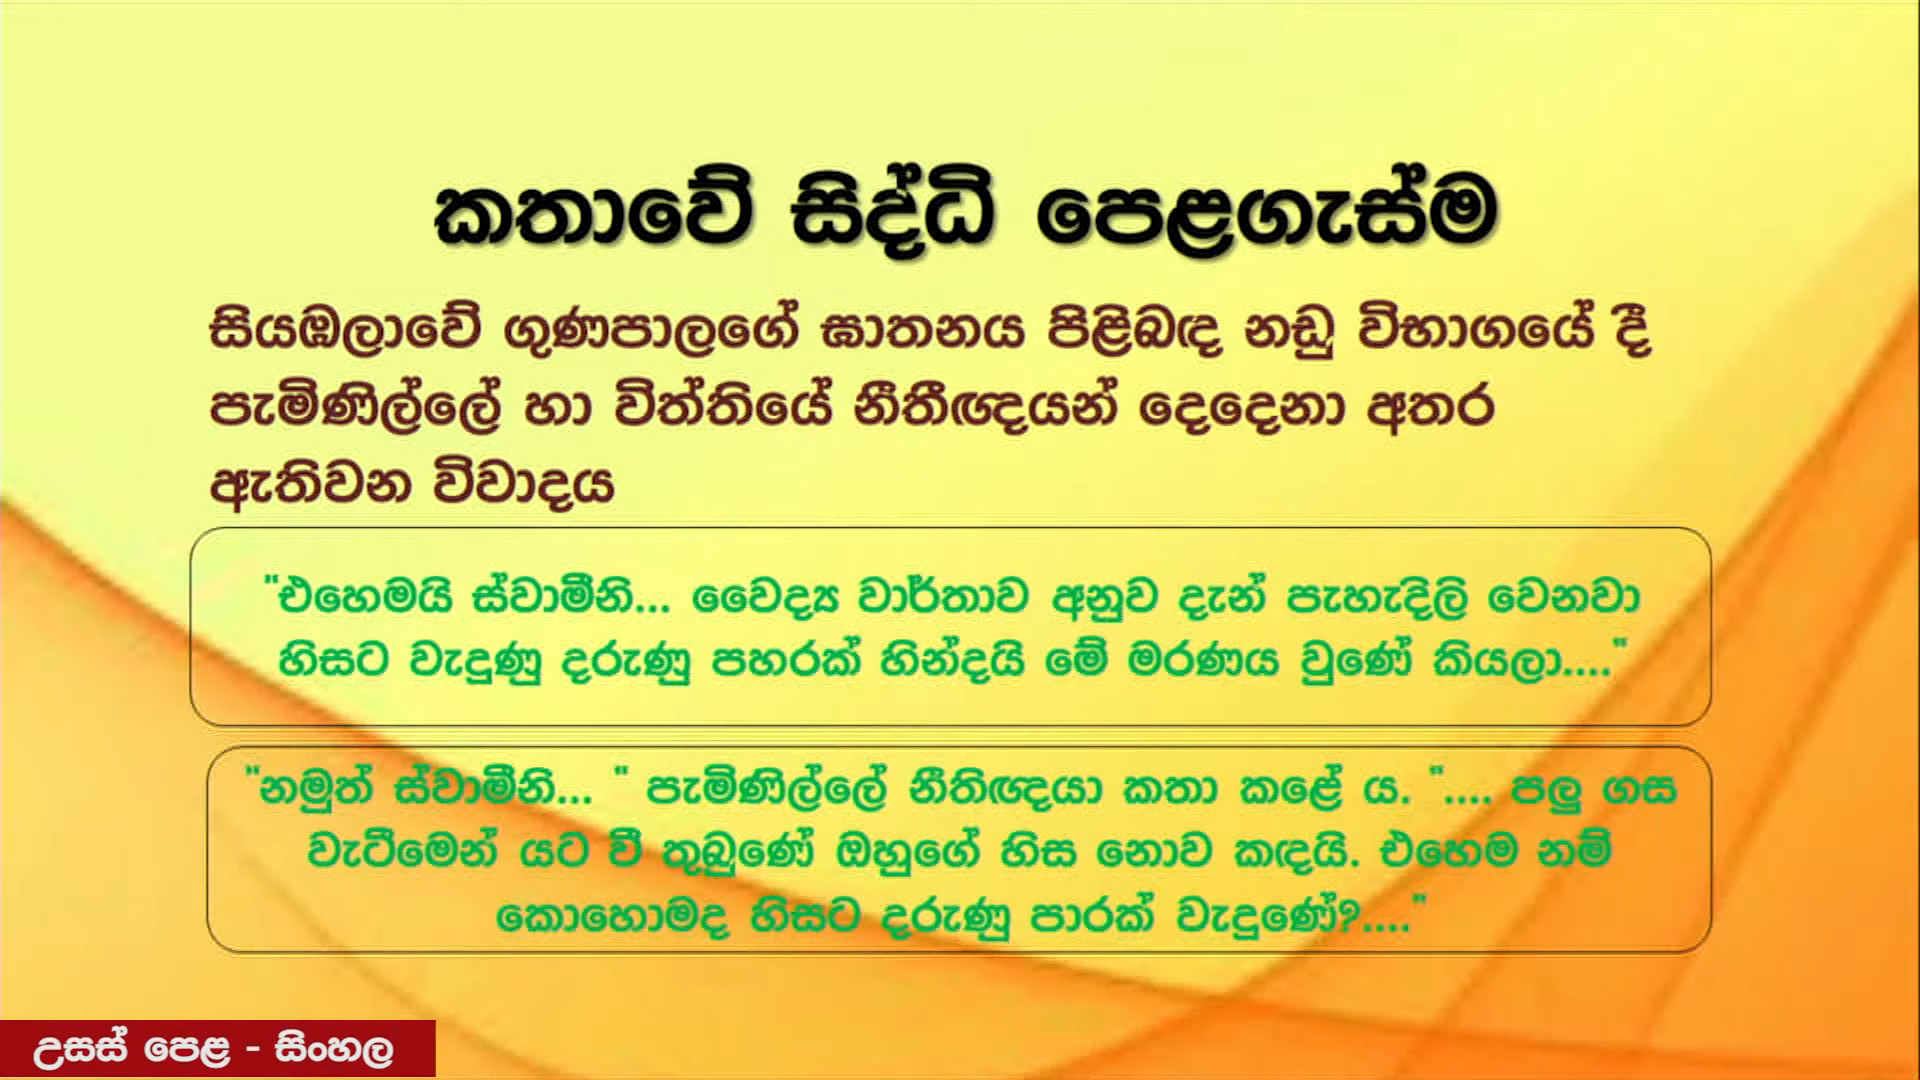 කතාවේ සිද්ධි පෙළගැස්ම
සියඹලාවේ ගුණපාලගේ ඝාතනය පිළිබඳ නඩු විභාගයේ දී
පැමිණිල්ලේ හා විත්තියේ නීතීඥයන් දෙදෙනා අතර
ඇතිවන විවාදය
"එහෙමයි ස්වාමීනි... වෛද්‍ය වාර්තාව අනුව දැන් පැහැදිලි වෙනවා
හිසට වැදුණු දරුණු පහරක් හින්දයි මේ මරණය වුණේ කියලා...."
"නමුත් ස්වාමීනි... " පැමිණිල්ලේ නීතිඥයා කතා කළේ ය. ".... පලු ගස
වැටීමෙන් යට වී තුබුණේ ඔහුගේ හිස නොව කඳයි. එහෙම නම්
කොහොමද හිසට දරුණු පාරක් වැදුණේ?...."
උසස් පෙළ - සිංහල